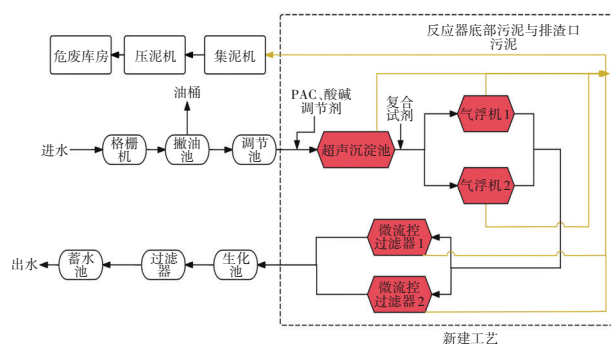 反应器底部污泥与排渣口
污泥
危废库房
压泥机
集泥机
油桶
PAC、酸碱
调节剂
复合
试剂
气浮机1
进水
格栅
机
撇油
池
调节
池
超声沉淀池
气浮机2
微流控
过滤器1
出水
蓄水
池
过滤
器
生化
池
微流控
过滤器2
新建工艺